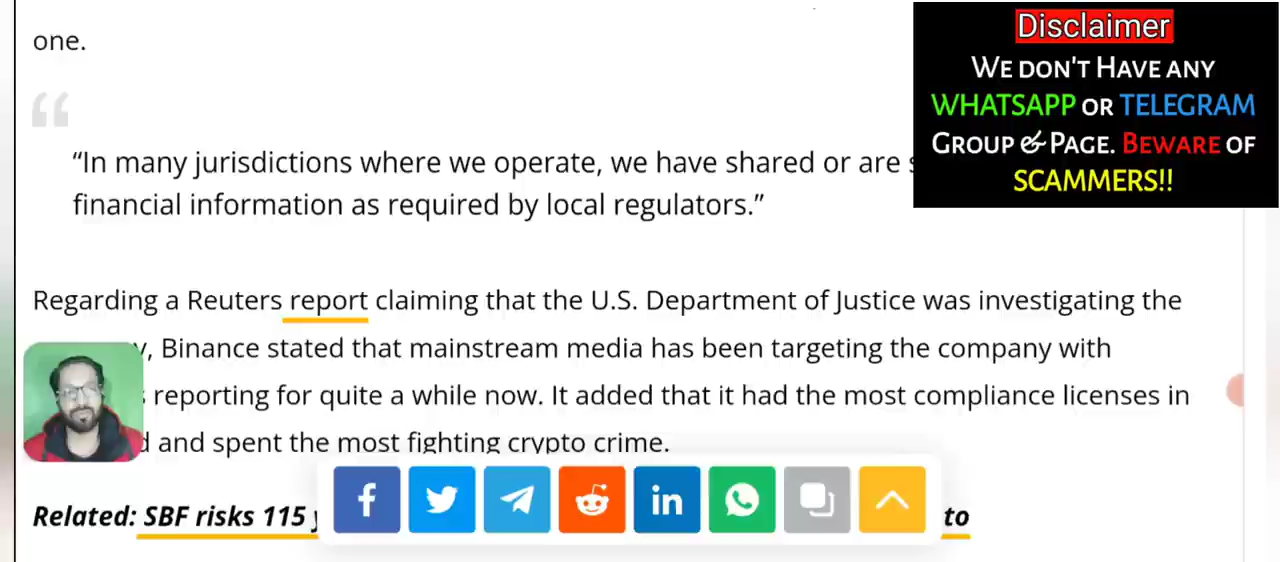 one.
Disclaimer
WE DON'T HAVE ANY
WHATSAPP OR TELEGRAM
GROUP & PAGE. BEWARE OF
SCAMMERS!!
“In many jurisdictions where we operate, we have shared or are
financial information as required by local regulators.”
Regarding a Reuters report claiming that the U.S. Department of Justice was investigating the
Binance stated that mainstream media has been targeting the company with
reporting for quite a while now. It added that it had the most compliance licenses in
and spent the most fighting crypto crime.
Related: SBF risks 115
to